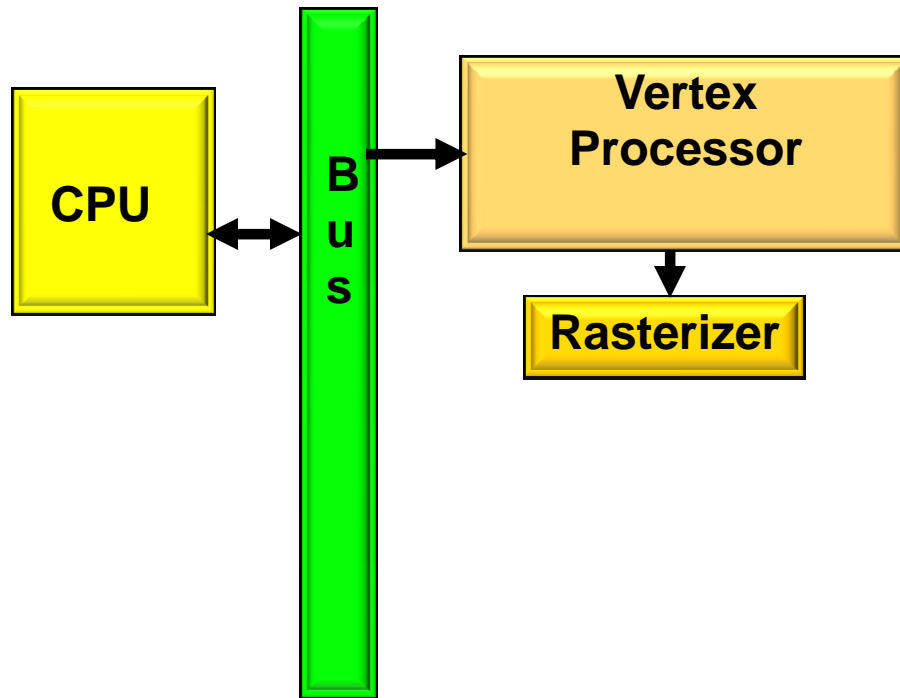 CPU
B
u
s
Vertex
Processor
Rasterizer